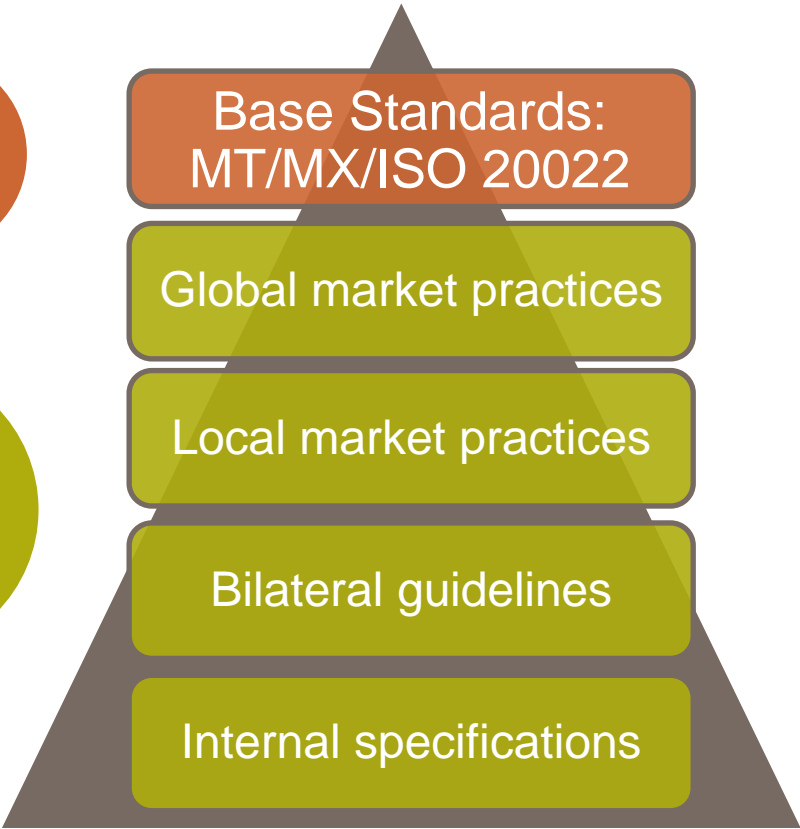 Base Standards:
MT/MX/ISO 20022
Global market practices
Local market practices
Bilateral guidelines
Internal specifications